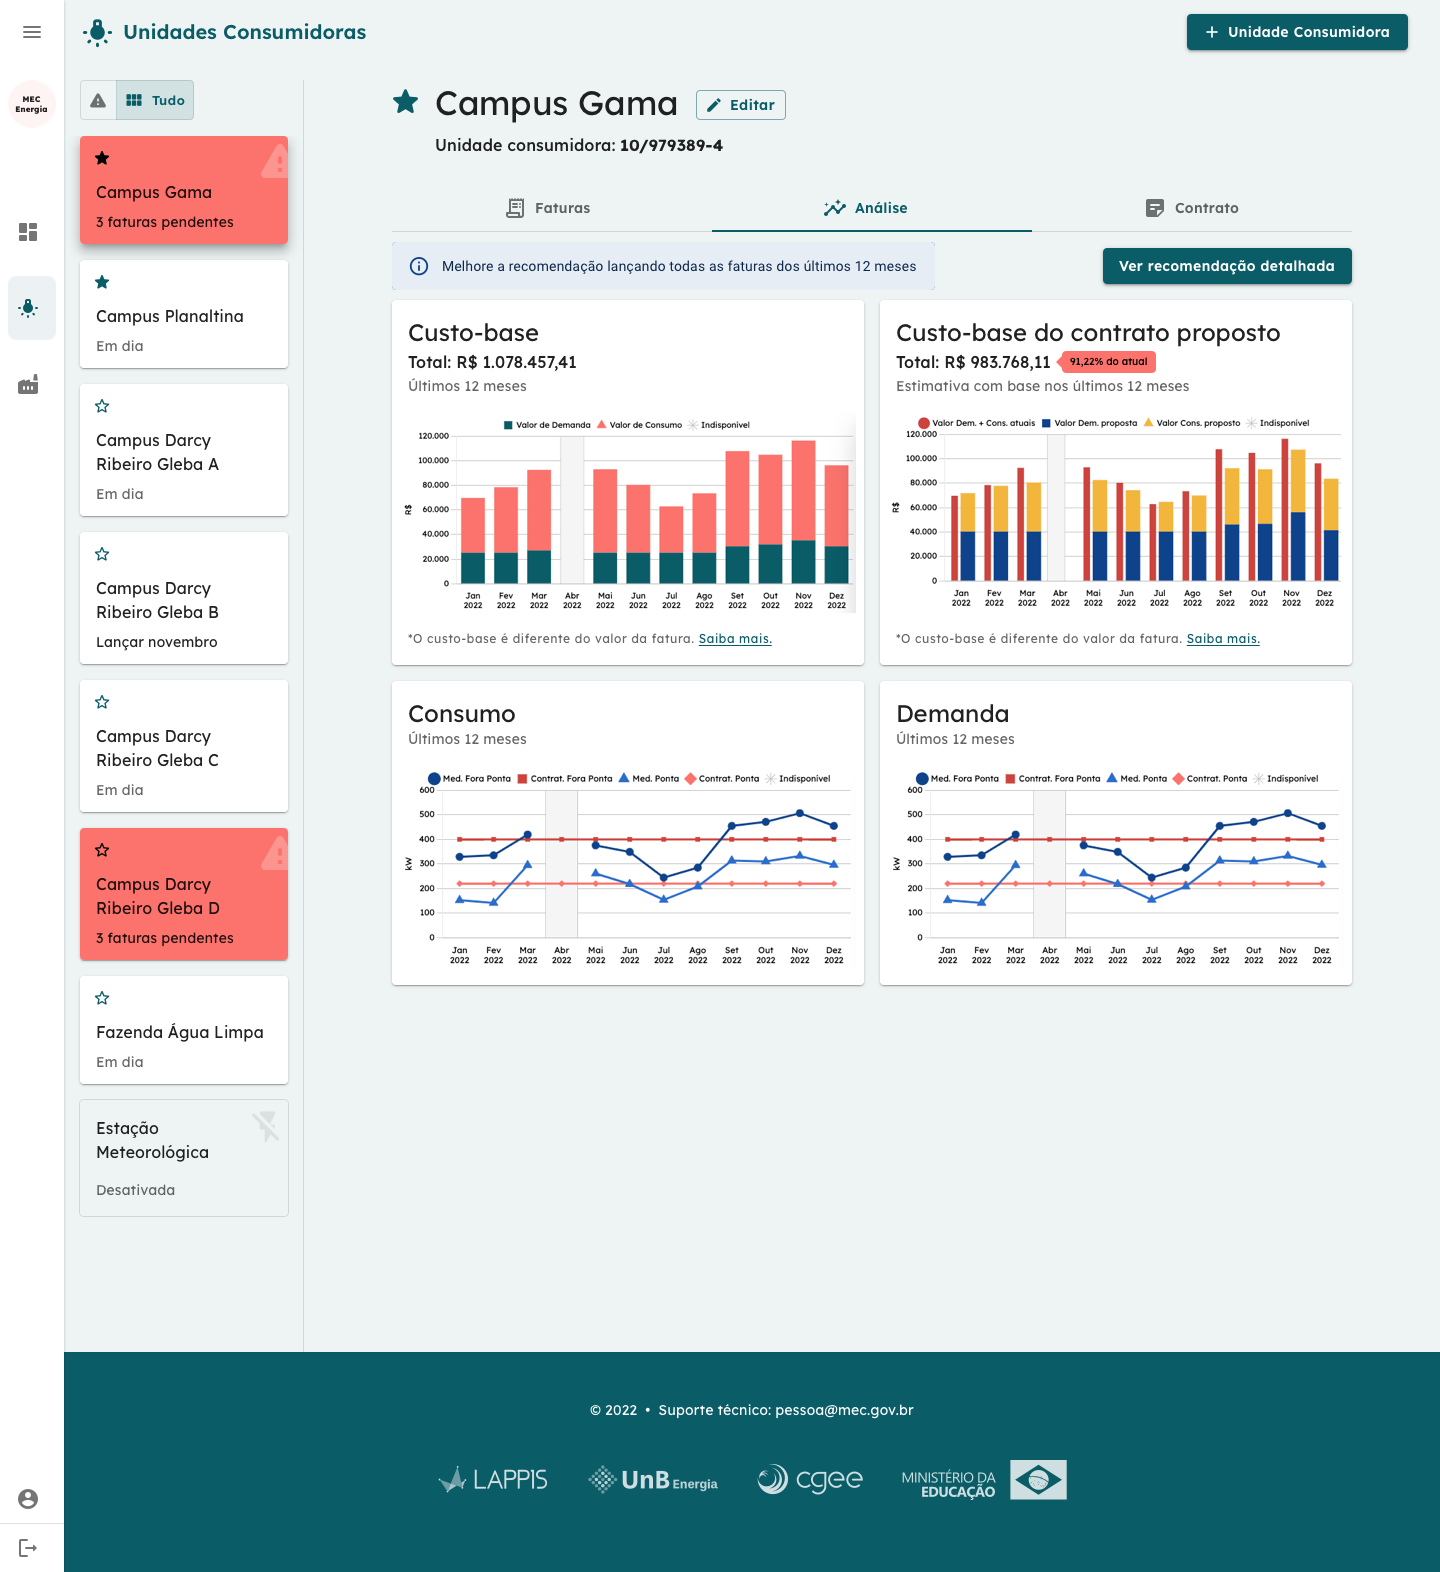 Unidades Consumidoras
Unidade Consumidora
MEC
Energia
Tudo
Campus Gama
3 faturas pendentes
Campus Planaltina
Em dia
Campus Darcy
Ribeiro Gleba A
Em dia
Campus Darcy
Ribeiro Gleba B
Lançar novembro
Campus Darcy
Ribeiro Gleba C
Em dia
Campus Darcy
Ribeiro Gleba D
3 faturas pendentes
Fazenda Água Limpa
Em dia
Estação
Meteorológica
Desativada
Campus Gama
Editar
Unidade consumidora: 10/979389-4
Faturas
Análise
Contrato
Melhore a recomendação lançando todas as faturas dos últimos 12 meses
Ver recomendação detalhada
Custo-base
Total: R$ 1.078.457,41
Últimos 12 meses
Valor de Demanda Valor de Consumo Indisponível
120.000
100.000
80.000
60.000
40.000
20.000
0
R$
Jan Fev Mar Abr Mai Jun Jul Ago Set Out Nov Dez
2022 2022 2022 2022 2022 2022 2022 2022 2022 2022 2022 2022
*O custo-base é diferente do valor da fatura. Saiba mais.
Custo-base do contrato proposto
Total: R$ 983.768,11 91,22% do atual
Estimativa com base nos últimos 12 meses
Valor Dem. + Cons. atuais Valor Dem. proposta Valor Cons. proposto Indisponível
120.000
100.000
80.000
60.000
40.000
20.000
0
R$
Jan Fev Mar Abr Mai Jun Jul Ago Set Out Nov Dez
2022 2022 2022 2022 2022 2022 2022 2022 2022 2022 2022 2022
*O custo-base é diferente do valor da fatura. Saiba mais.
Consumo
Últimos 12 meses
Med. Fora Ponta Contrat. Fora Ponta Med. Ponta Contrat. Ponta Indisponível
600
500
400
300
200
100
0
kW
Jan Fev Mar Abr Mai Jun Jul Ago Set Out Nov Dez
2022 2022 2022 2022 2022 2022 2022 2022 2022 2022 2022 2022
Demanda
Últimos 12 meses
Med. Fora Ponta Contrat. Fora Ponta Med. Ponta Contrat. Ponta Indisponível
600
500
400
300
200
100
0
kW
Jan Fev Mar Abr Mai Jun Jul Ago Set Out Nov Dez
2022 2022 2022 2022 2022 2022 2022 2022 2022 2022 2022 2022
© 2022 • Suporte técnico: pessoa@mec.gov.br
LAPPIS
UnB Energia
cgee
MINISTÉRIO DA
EDUCAÇÃO